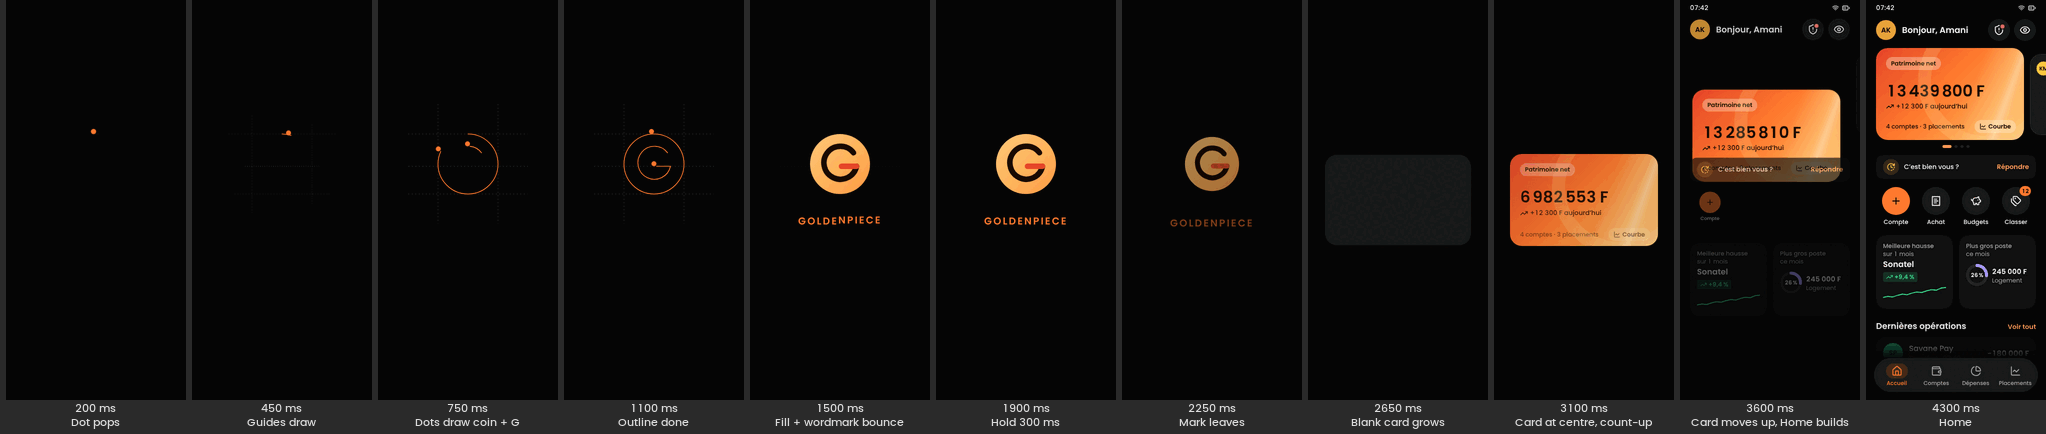 200 ms
Dot pops
450 ms
Guides draw
750 ms
Dots draw coin + G
1100 ms
Outline done
GOLDENPIECE
1500 ms
Fill + wordmark bounce
GOLDENPIECE
1900 ms
Hold 300 ms
GOLDENPIECE
2250 ms
Mark leaves
2650 ms
Blank card grows
Patrimoine net
6 982 553 F
+12 300 F aujourd'hui
4 comptes · 3 placements
Courbe
3100 ms
Card at centre, count-up
07:42
AK
Bonjour, Amani
Patrimoine net
13 285 810 F
+12 300 F aujourd'hui
C'est bien vous ?
Répondre
Compte
Meilleure hausse
sur 1 mois
Sonatel
+9,4 %
Plus gros poste
ce mois
26%
245 000 F
Logement
3600 ms
Card moves up, Home builds
07:42
AK
Bonjour, Amani
Patrimoine net
13 439 800 F
+12 300 F aujourd'hui
4 comptes · 3 placements
Courbe
C'est bien vous ?
Répondre
12
Compte
Achat
Budgets
Classer
Meilleure hausse
sur 1 mois
Sonatel
+9,4 %
Plus gros poste
ce mois
26%
245 000 F
Logement
Dernières opérations
Voir tout
Savane Pay
-180 000 F
Accueil
Comptes
Dépenses
Placements
4300 ms
Home